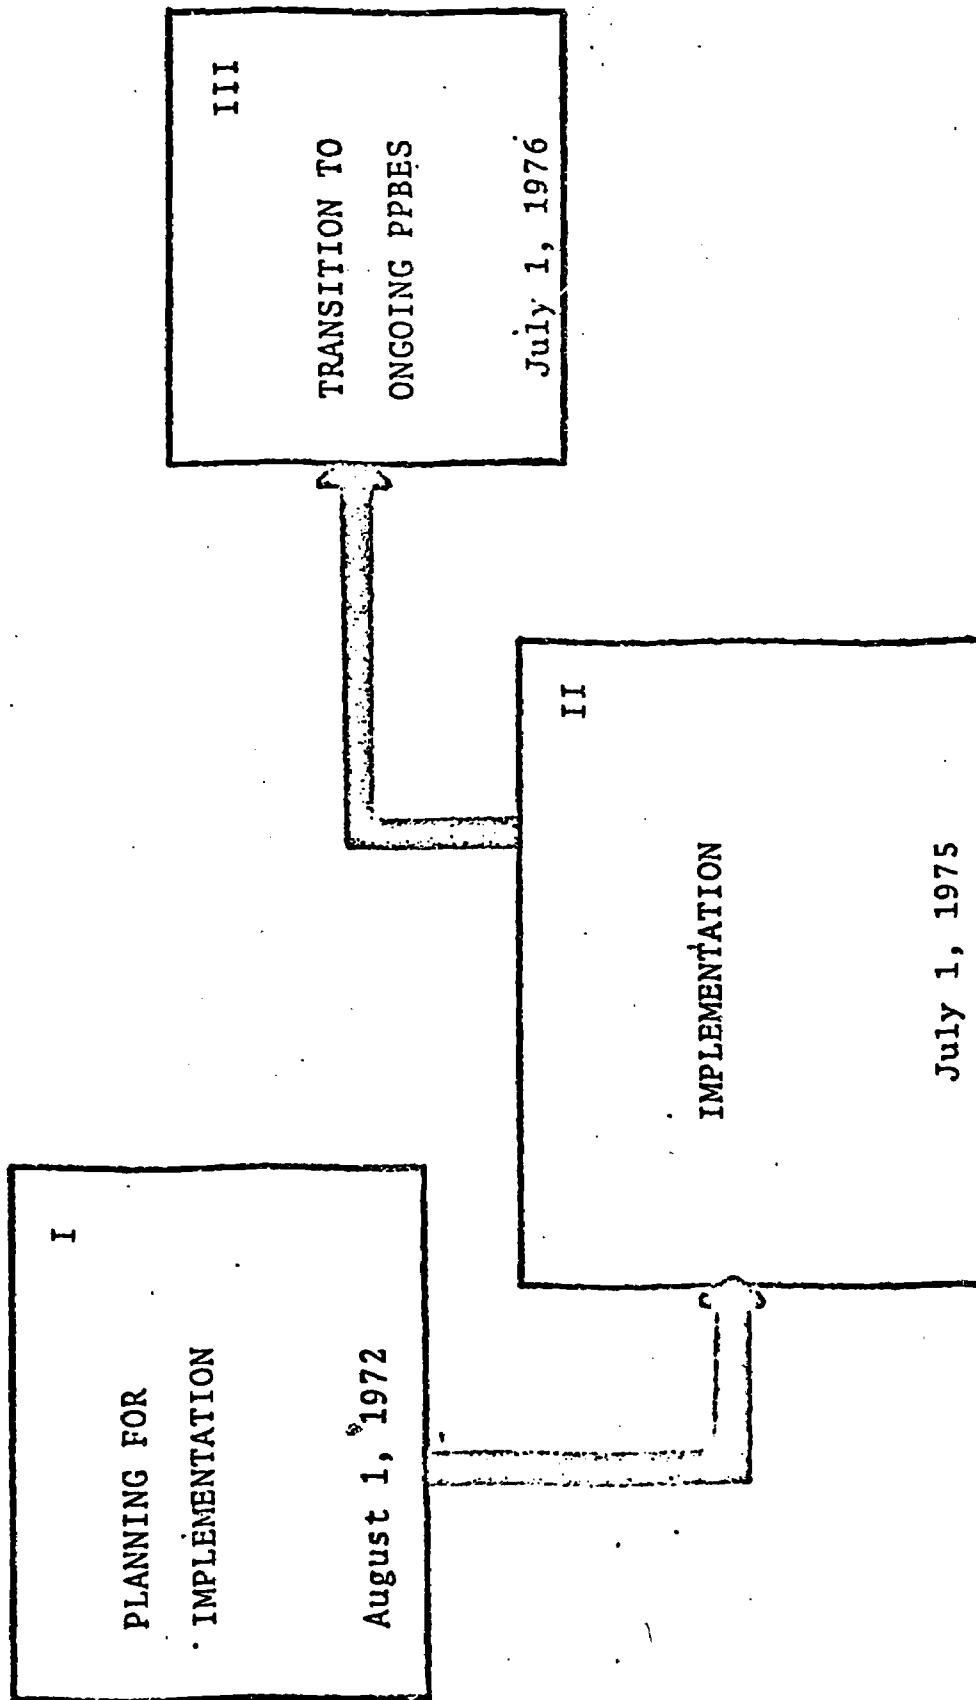 I
PLANNING FOR
IMPLEMENTATION
August 1, 1972
II
IMPLEMENTATION
July 1, 1975
III
TRANSITION TO
ONGOING PPBES
July 1, 1976